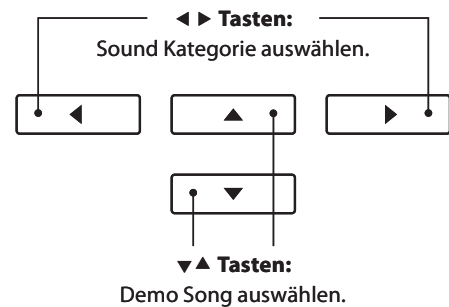 ◀ ▶ Tasten:
Sound Kategorie auswählen.
◀ ▲ ▶
▼
▼▲ Tasten:
Demo Song auswählen.